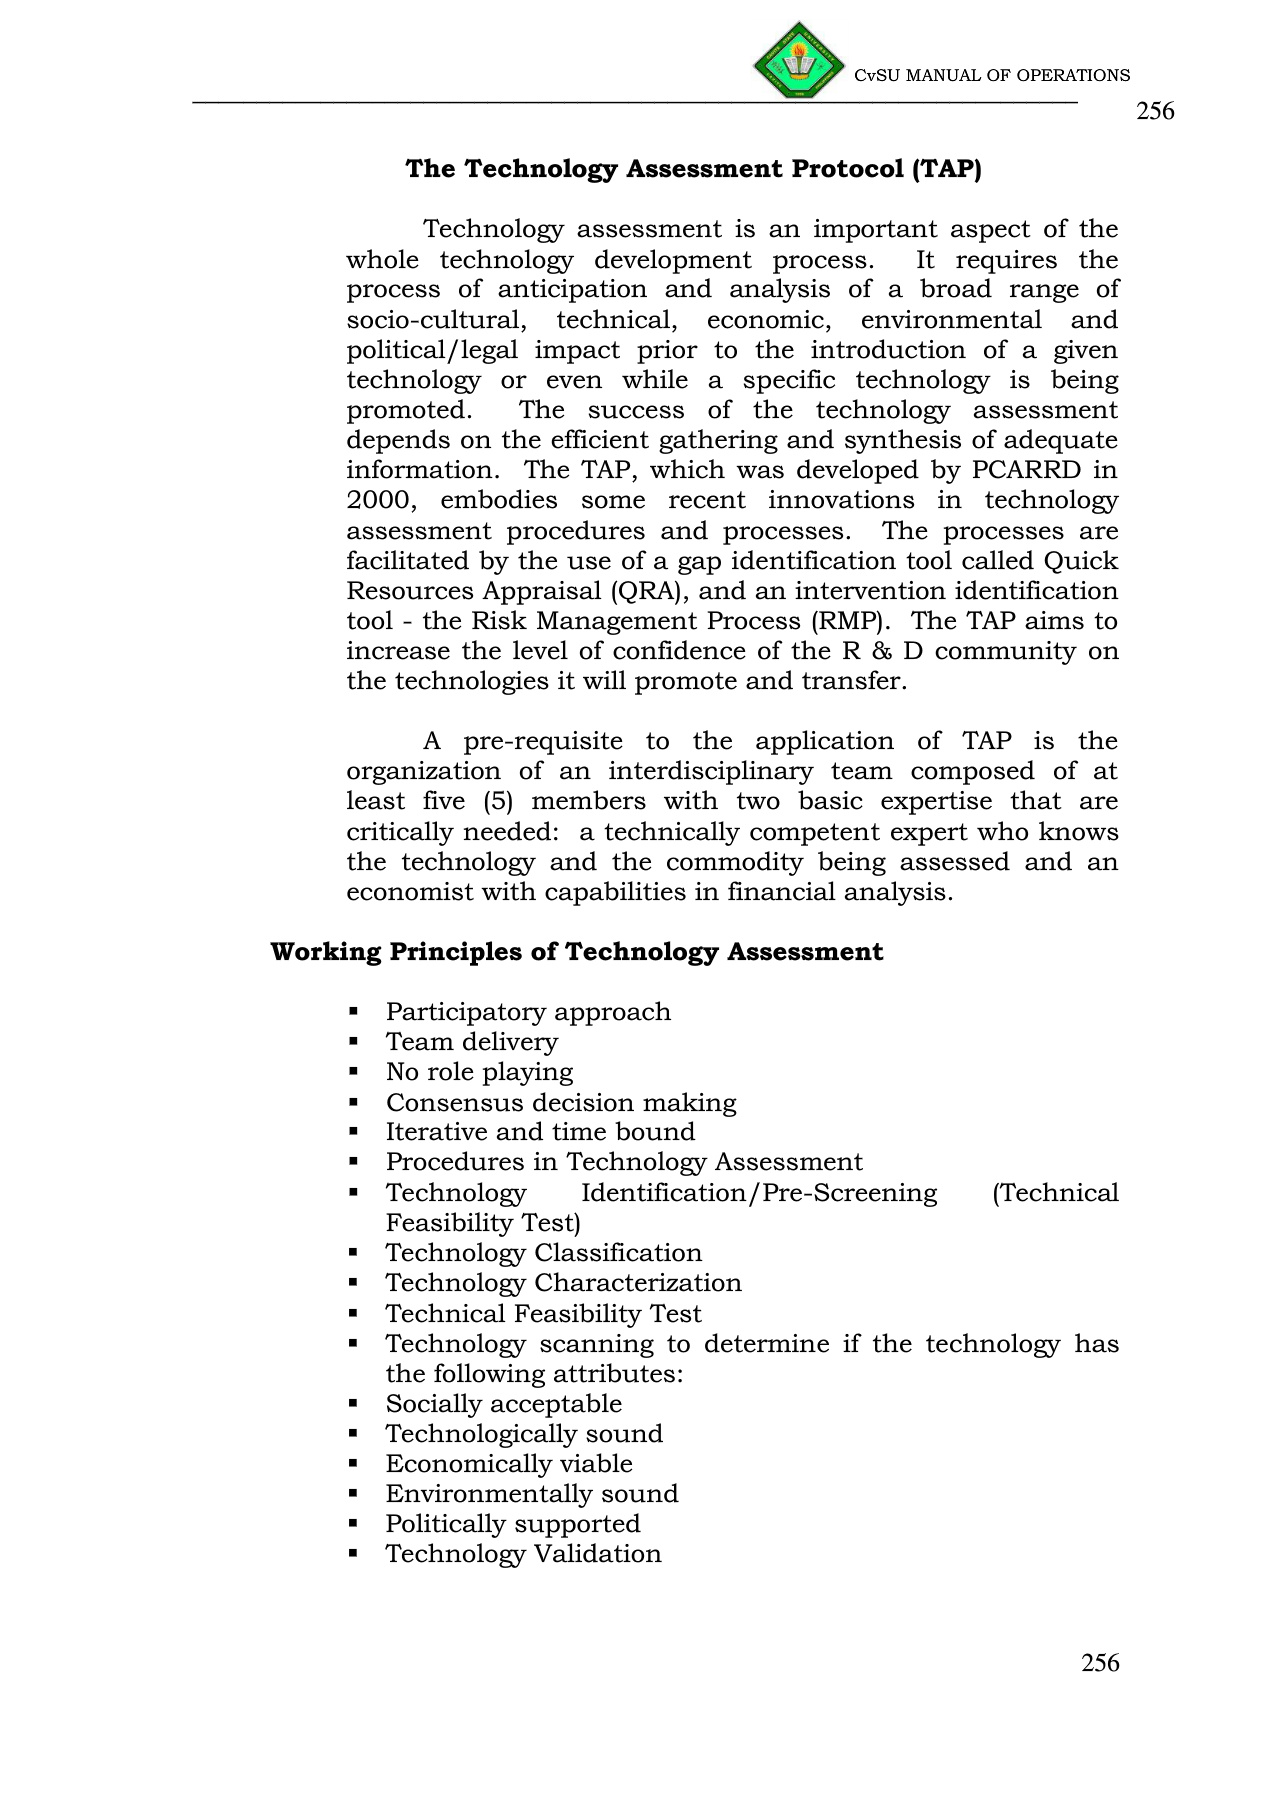 CvSU MANUAL OF OPERATIONS
256
The Technology Assessment Protocol (TAP)
Technology assessment is an important aspect of the
whole technology development process. It requires the
process of anticipation and analysis of a broad range of
socio-cultural, technical, economic, environmental and
political/legal impact prior to the introduction of a given
technology or even while a specific technology is being
promoted. The success of the technology assessment
depends on the efficient gathering and synthesis of adequate
information. The TAP, which was developed by PCARRD in
2000, embodies some recent innovations in technology
assessment procedures and processes. The processes are
facilitated by the use of a gap identification tool called Quick
Resources Appraisal (QRA), and an intervention identification
tool - the Risk Management Process (RMP). The TAP aims to
increase the level of confidence of the R & D community on
the technologies it will promote and transfer.
A pre-requisite to the application of TAP is the
organization of an interdisciplinary team composed of at
least five (5) members with two basic expertise that are
critically needed: a technically competent expert who knows
the technology and the commodity being assessed and an
economist with capabilities in financial analysis.
Working Principles of Technology Assessment
▪ Participatory approach
▪ Team delivery
▪ No role playing
▪ Consensus decision making
▪ Iterative and time bound
▪ Procedures in Technology Assessment
▪ Technology Identification/Pre-Screening (Technical
Feasibility Test)
▪ Technology Classification
▪ Technology Characterization
▪ Technical Feasibility Test
▪ Technology scanning to determine if the technology has
the following attributes:
▪ Socially acceptable
▪ Technologically sound
▪ Economically viable
▪ Environmentally sound
▪ Politically supported
▪ Technology Validation
256